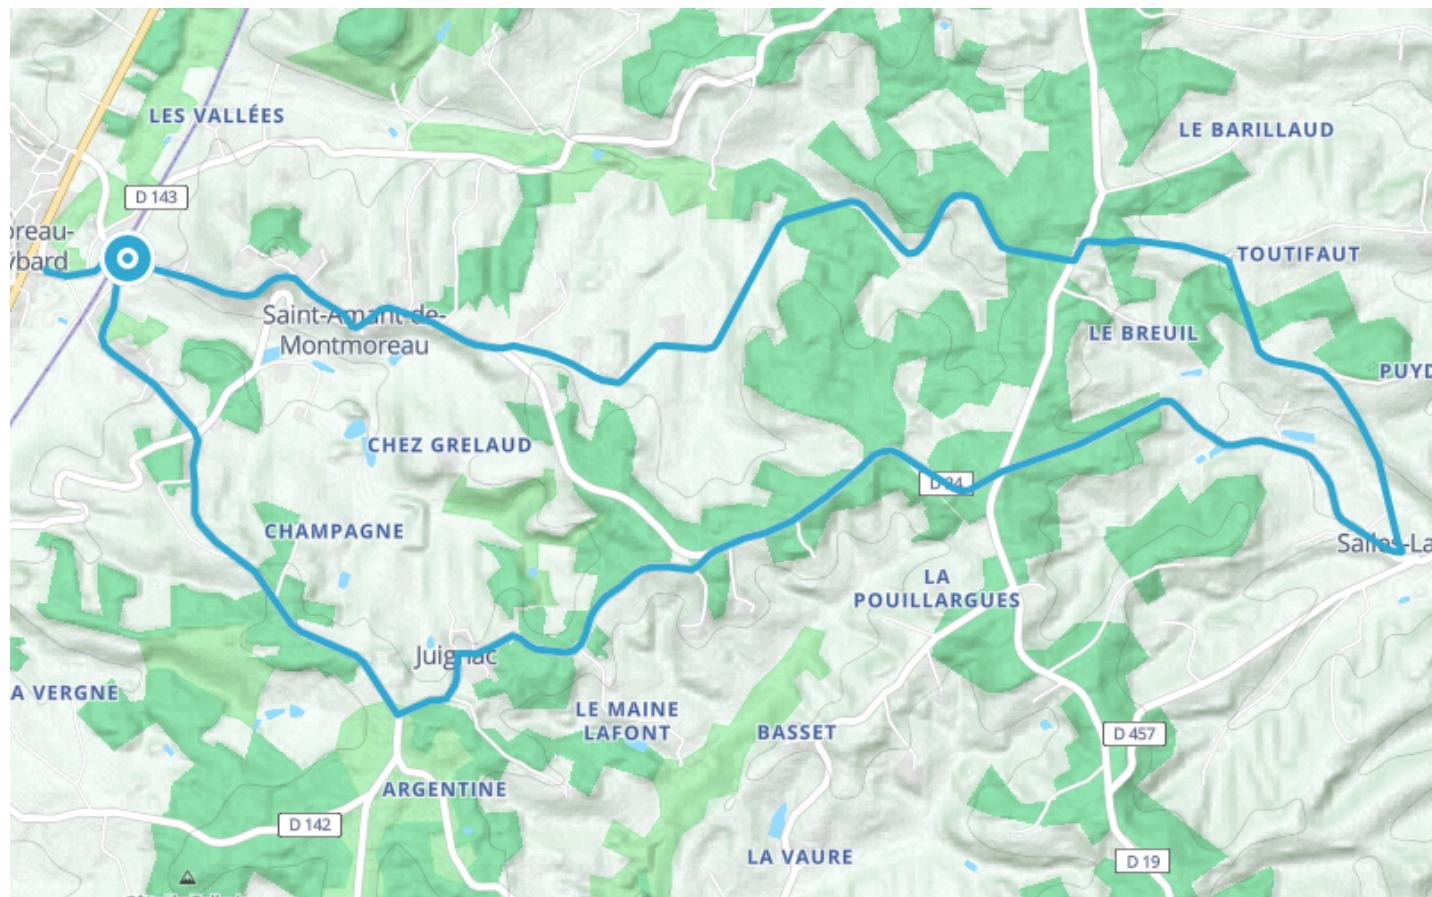 LES VALLÉES
LE BARILLAUD
D 143
TOUTIFAUT
Saint-Amant-de-
Montmoreau
LE BREUIL
CHEZ GRELAUD
CHAMPAGNE
LA
POUILLARGUES
Juignac
LE MAINE
LAFONT
BASSET
D 457
ARGENTINE
D 142
LA VAURE
D 19